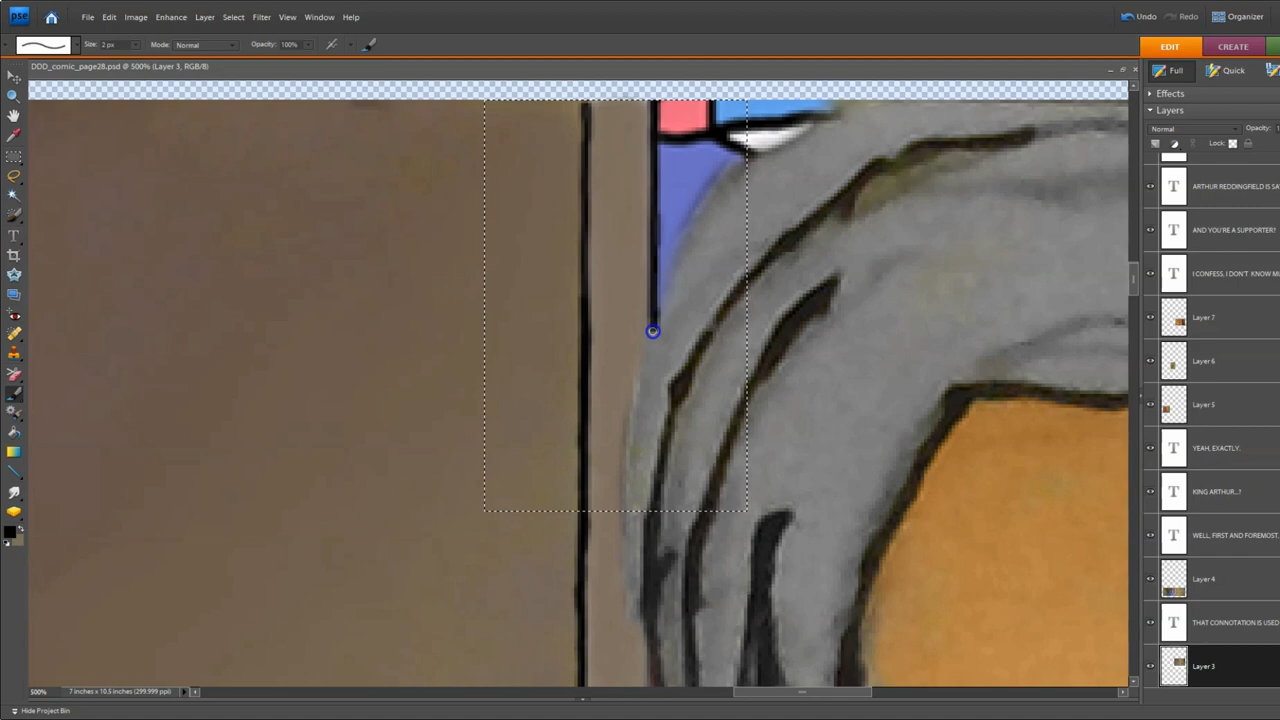 pse File Edit Image Enhance Layer Select Filter View Window Help Undo Redo Organizer
Size: 2 px Mode: Normal Opacity: 100% EDIT CREATE
DDD_comic_page28.psd @ 500% (Layer 3, RGB/8)
Full Quick
Effects
Layers
Normal Opacity:
Lock:
T ARTHUR REDDINGFIELD IS SA
T AND YOU'RE A SUPPORTER?
T I CONFESS, I DON'T KNOW M
Layer 7
Layer 6
Layer 5
T YEAH, EXACTLY.
T KING ARTHUR...?
T WELL, FIRST AND FOREMOST,
Layer 4
T THAT CONNOTATION IS USED
Layer 3
500% 7 inches x 10.5 inches (299.999 ppi)
Hide Project Bin